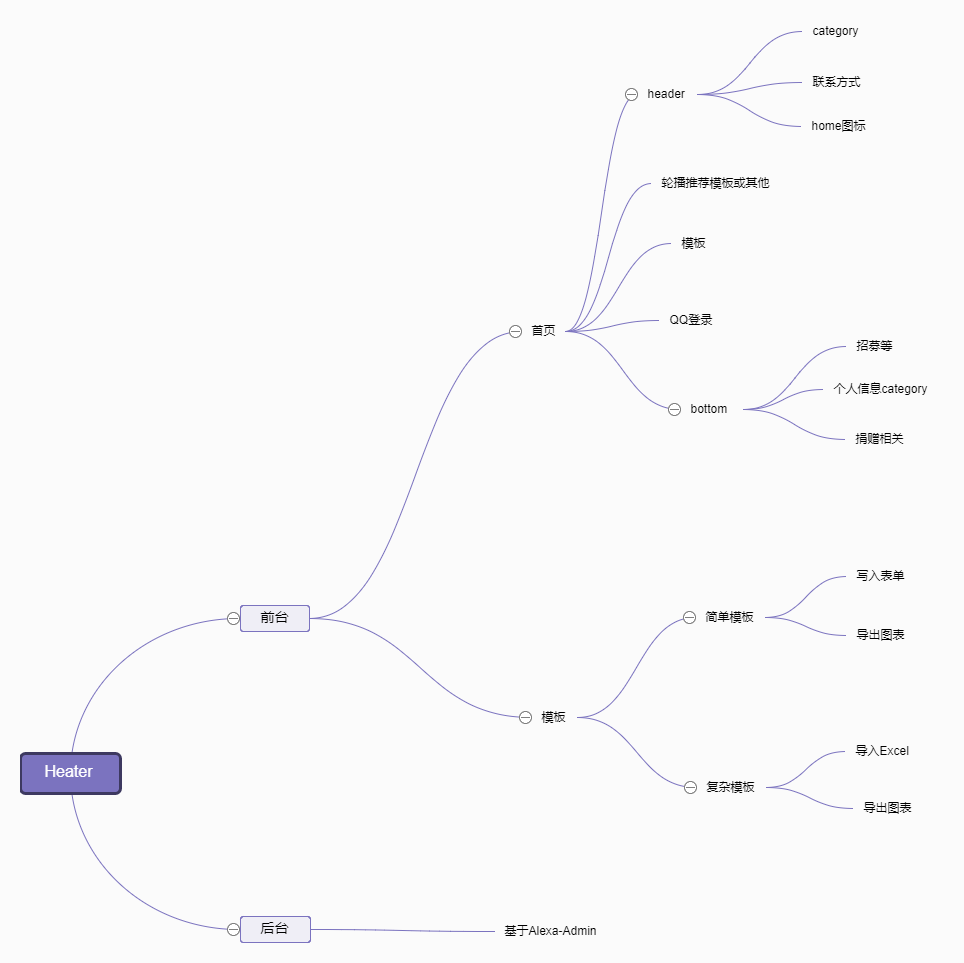 category
header
联系方式
home图标
轮播推荐模板或其他
模板
QQ登录
首页
招募等
个人信息category
bottom
捐赠相关
写入表单
前台
简单模板
导出图表
模板
导入Excel
Heater
复杂模板
导出图表
后台
基于Alexa-Admin